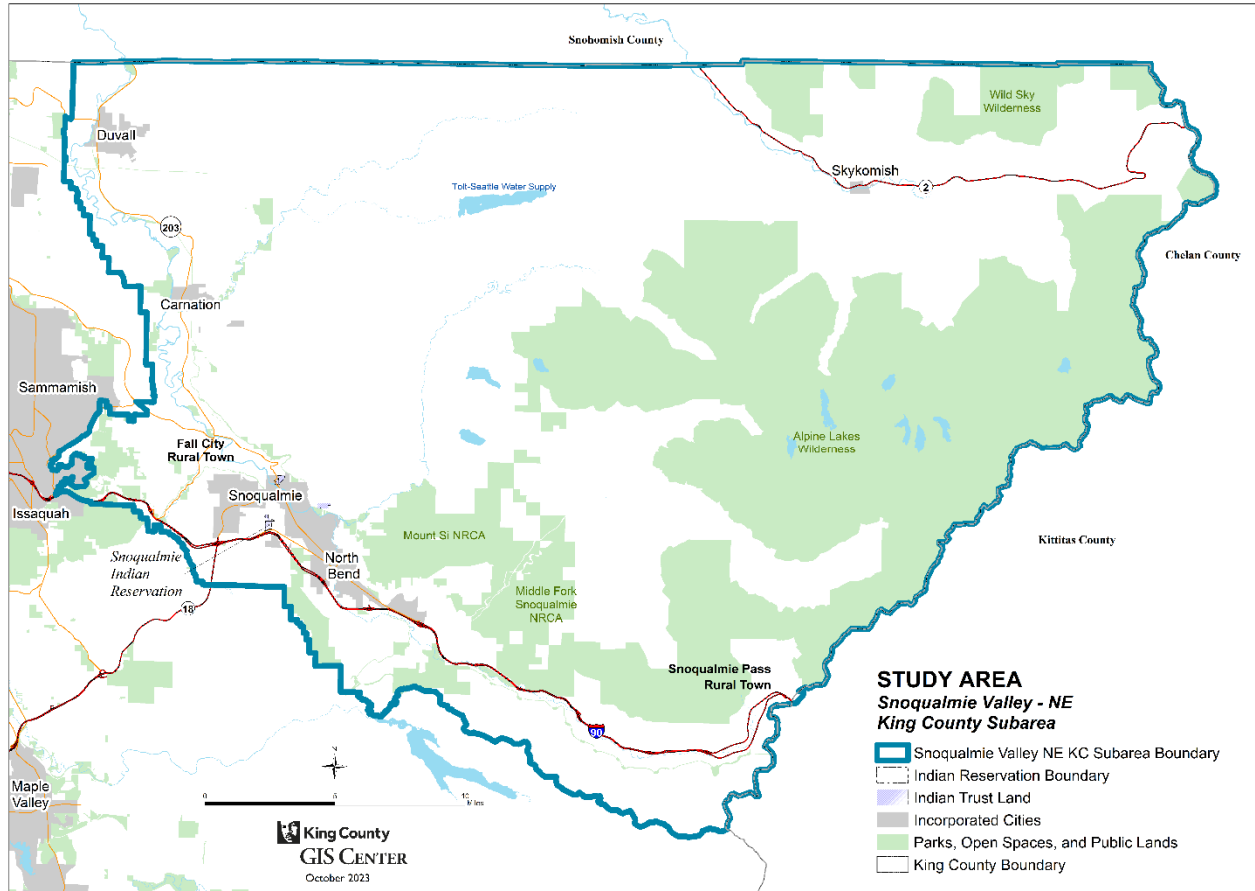 Snohomish County
Wild Sky
Wilderness
Duvall
Skykomish
2
Tolt-Seattle Water Supply
203
Chelan County
Carnation
Sammamish
Fall City
Rural Town
Alpine Lakes
Wilderness
Snoqualmie
Issaquah
Mount Si NRCA
Kittitas County
Snoqualmie
Indian
Reservation
North
Bend
Middle Fork
Snoqualmie
NRCA
18
Snoqualmie Pass
Rural Town
90
STUDY AREA
Snoqualmie Valley - NE
King County Subarea
Snoqualmie Valley NE KC Subarea Boundary
Indian Reservation Boundary
Indian Trust Land
Incorporated Cities
Parks, Open Spaces, and Public Lands
King County Boundary
Maple
Valley
0
10
King County
GIS CENTER
October 2023